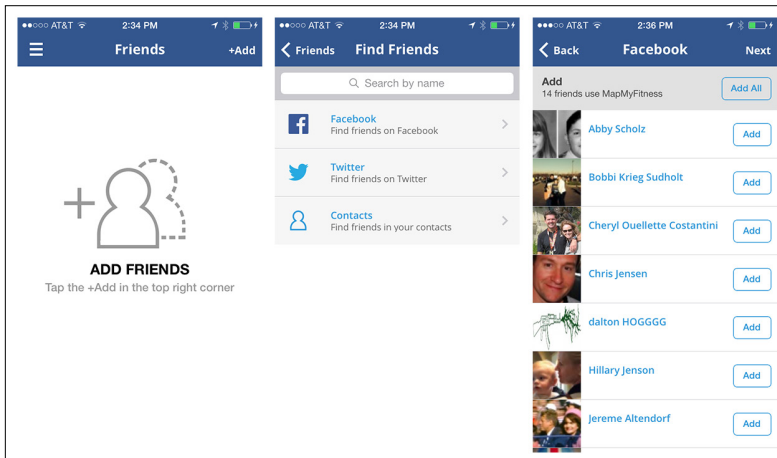 ●●○○○ AT&T 2:34 PM
Friends +Add
+
ADD FRIENDS
Tap the +Add in the top right corner
●●○○○ AT&T 2:34 PM
Friends Find Friends
Search by name
Facebook
Find friends on Facebook
Twitter
Find friends on Twitter
Contacts
Find friends in your contacts
●●●○○ AT&T 2:36 PM
Back Facebook Next
Add
14 friends use MapMyFitness
Add All
Abby Scholz Add
Bobbi Krieg Sudholt Add
Cheryl Ouellette Costantini Add
Chris Jensen Add
dalton HOGGGG Add
Hillary Jenson Add
Jereme Altendorf Add